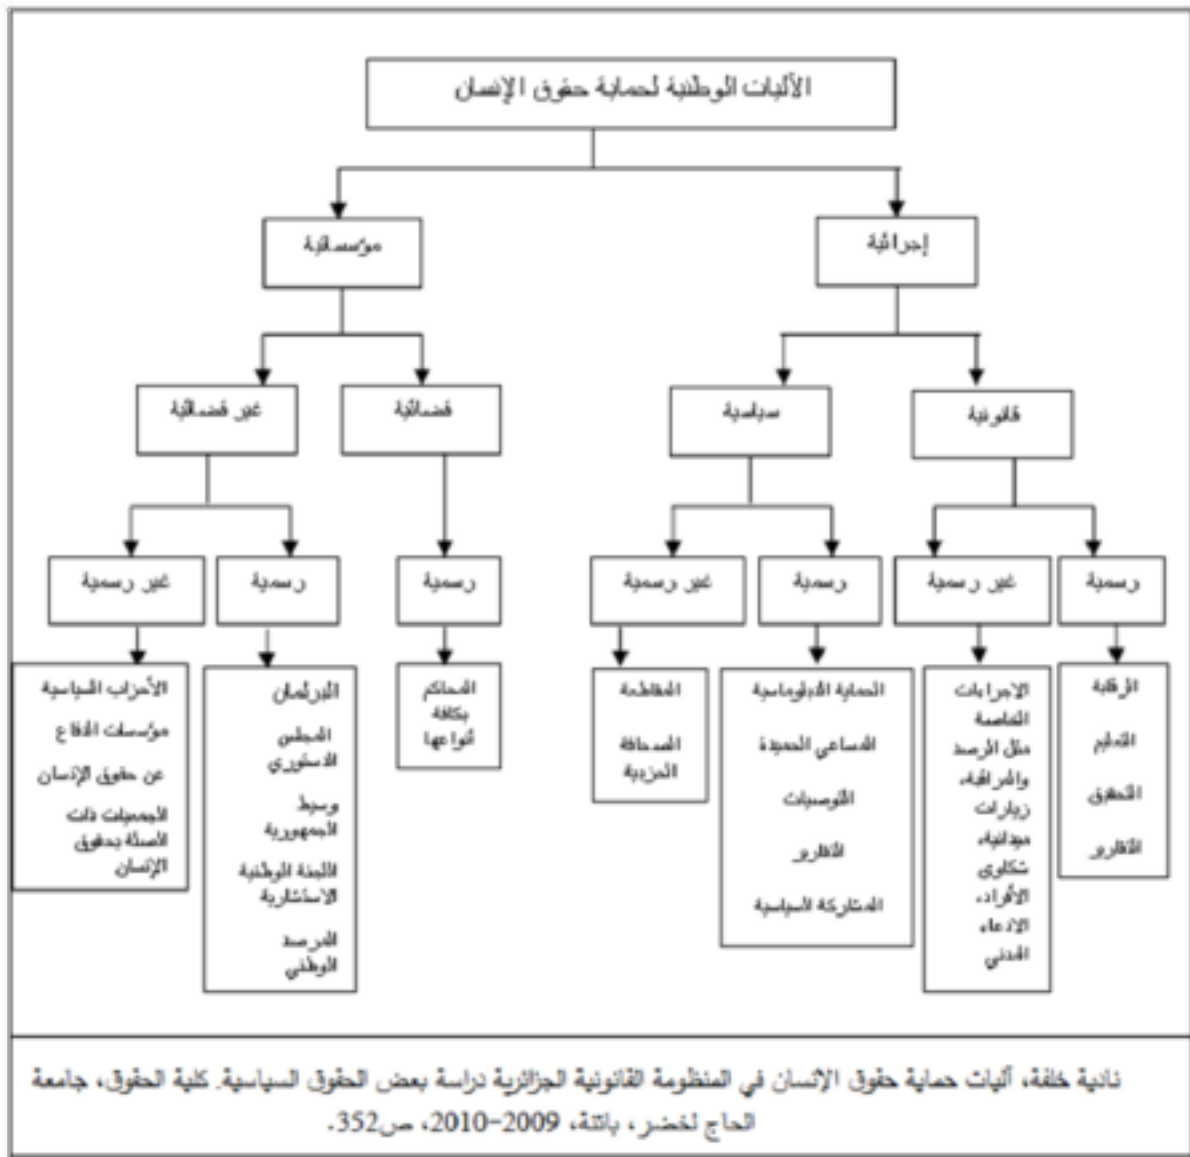 الأليات الوطنية لحماية حقوق الإنسان
إجرائية
مؤسساتية
قانونية
سياسية
قضائية
غير قضائية
رسمية
غير رسمية
رسمية
غير رسمية
رسمية
رسمية
غير رسمية
الرقابة
التعليم
التحقيق
التقارير
الاجراءات
الخاصة
مثل الرصد
والمراقبة،
زيارات
ميدانية،
شكاوى
الأفراد،
الادعاء
المدني
الحماية الدبلوماسية
المساعي الحميدة
التوصيات
التقارير
المشاركة السياسية
المقاطعة
الصحافة
الحزبية
المحاكم
بكافة
أنواعها
البرلمان
المجلس
الدستوري
وسيط
الجمهورية
اللجنة الوطنية
الاستشارية
المرصد
الوطني
الأحزاب السياسية
مؤسسات الدفاع
عن حقوق الإنسان
الجمعيات ذات
الصلة بحقوق
الإنسان
نادية خلفة، أليات حماية حقوق الإنسان في المنظومة القانونية الجزائرية دراسة بعض الحقوق السياسية. كلية الحقوق، جامعة
الحاج لخضر، باتنة، 2009-2010، ص352.